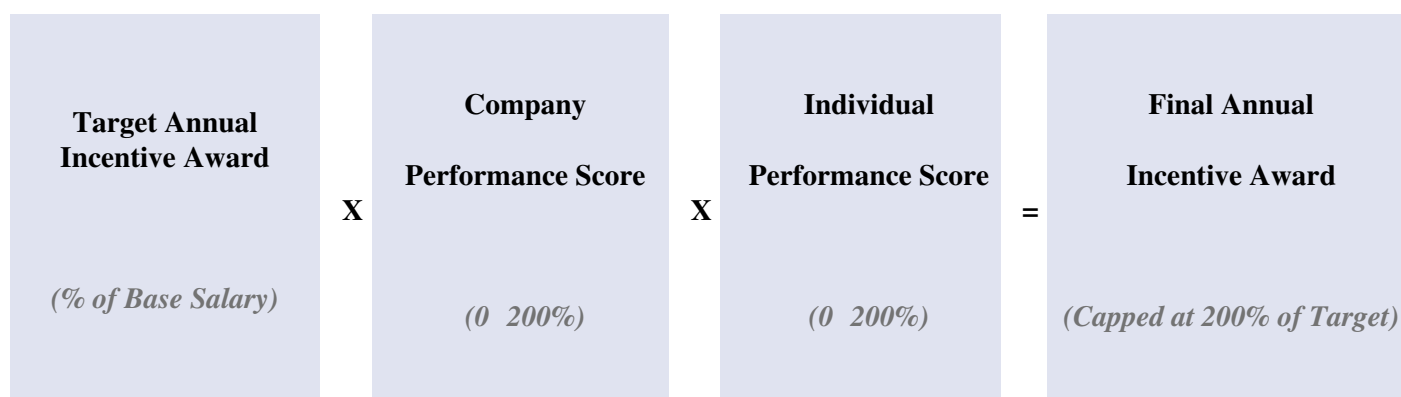 Target Annual
Incentive Award
(% of Base Salary)
X
Company
Performance Score
(0 200%)
X
Individual
Performance Score
(0 200%)
=
Final Annual
Incentive Award
(Capped at 200% of Target)